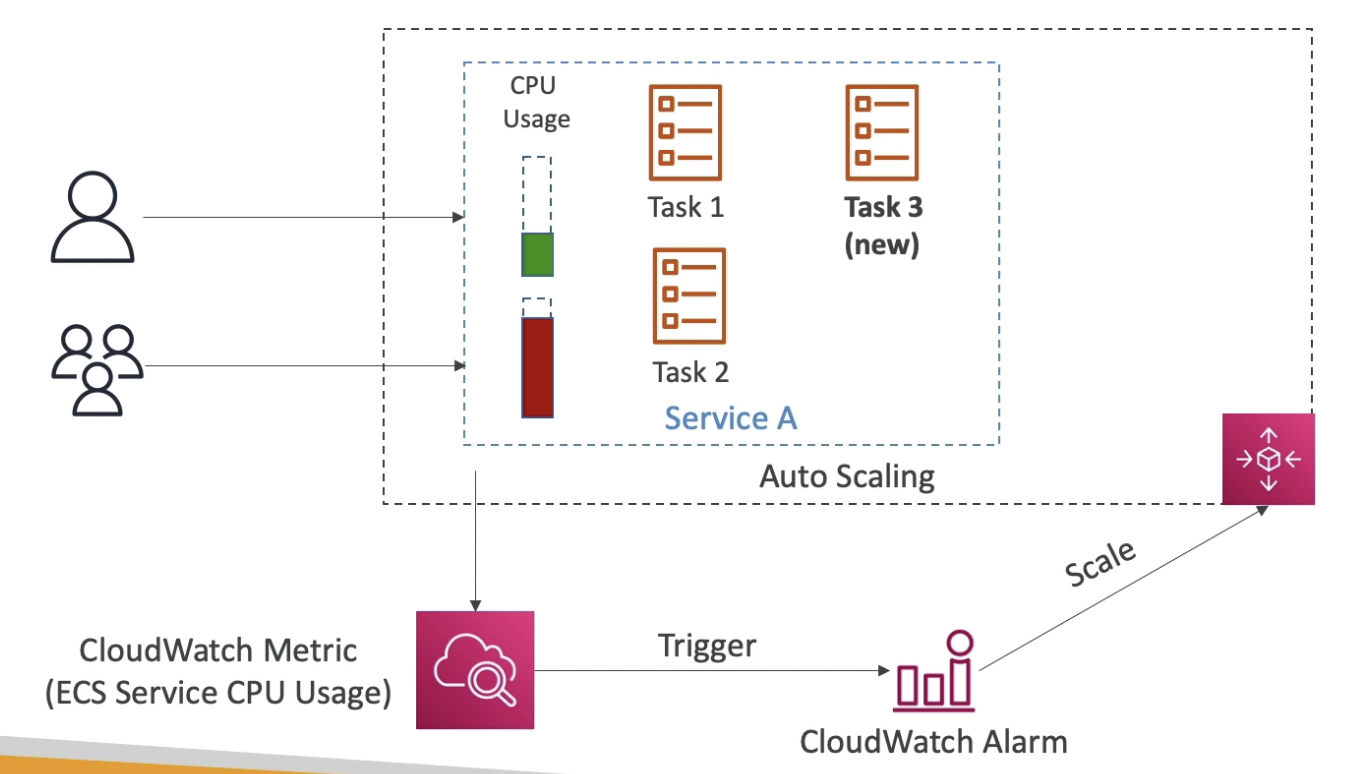 CPU
Usage
Task 1
Task 3
(new)
Task 2
Service A
Auto Scaling
Scale
CloudWatch Metric
(ECS Service CPU Usage)
Trigger
CloudWatch Alarm